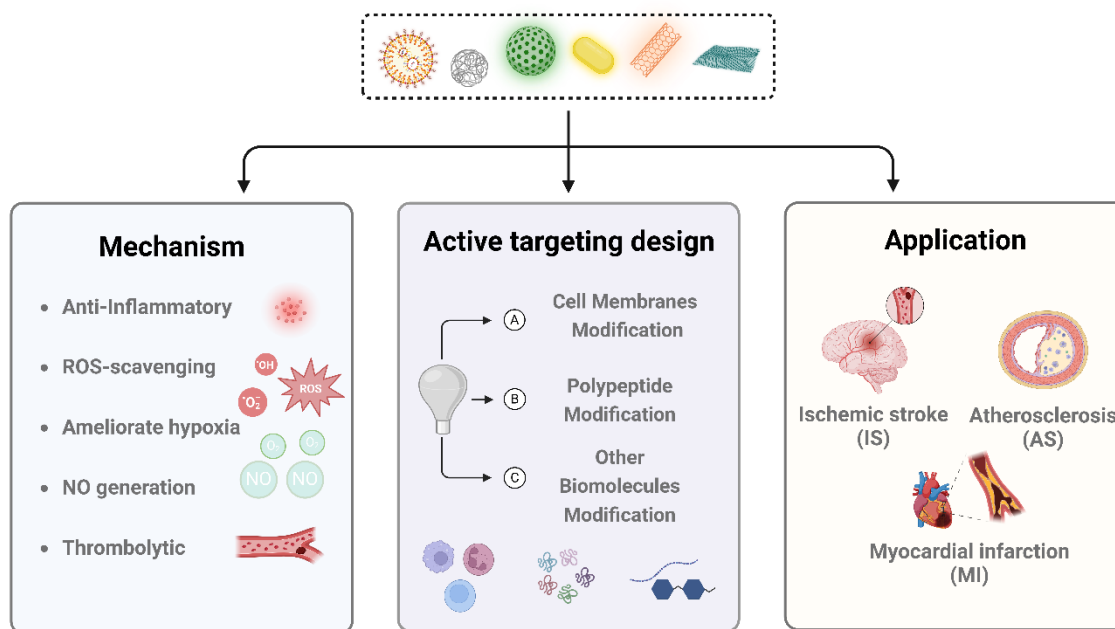 Mechanism
• Anti-Inflammatory
• ROS-scavenging
•OH
ROS
•O₂⁻
• Ameliorate hypoxia
O₂
O₂
• NO generation
NO
NO
• Thrombolytic
Active targeting design
A
Cell Membranes
Modification
B
Polypeptide
Modification
C
Other
Biomolecules
Modification
Application
Ischemic stroke
(IS)
Atherosclerosis
(AS)
Myocardial infarction
(MI)